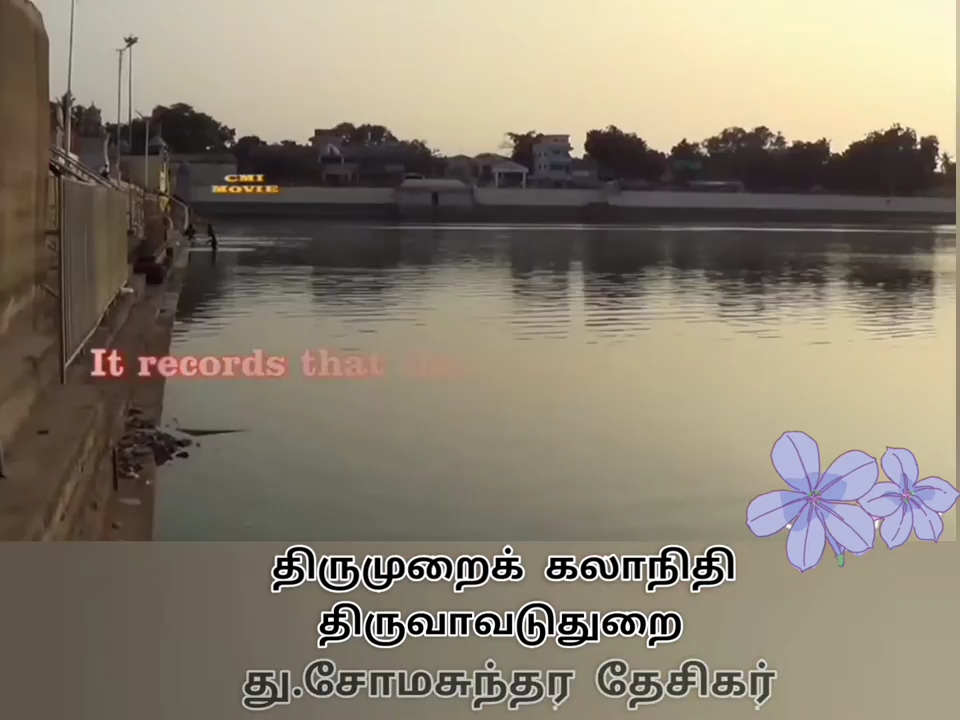 CMI
MOVIE
It records that
திருமுறைக் கலாநிதி
திருவாவடுதுறை
து.சோமசுந்தர தேசிகர்